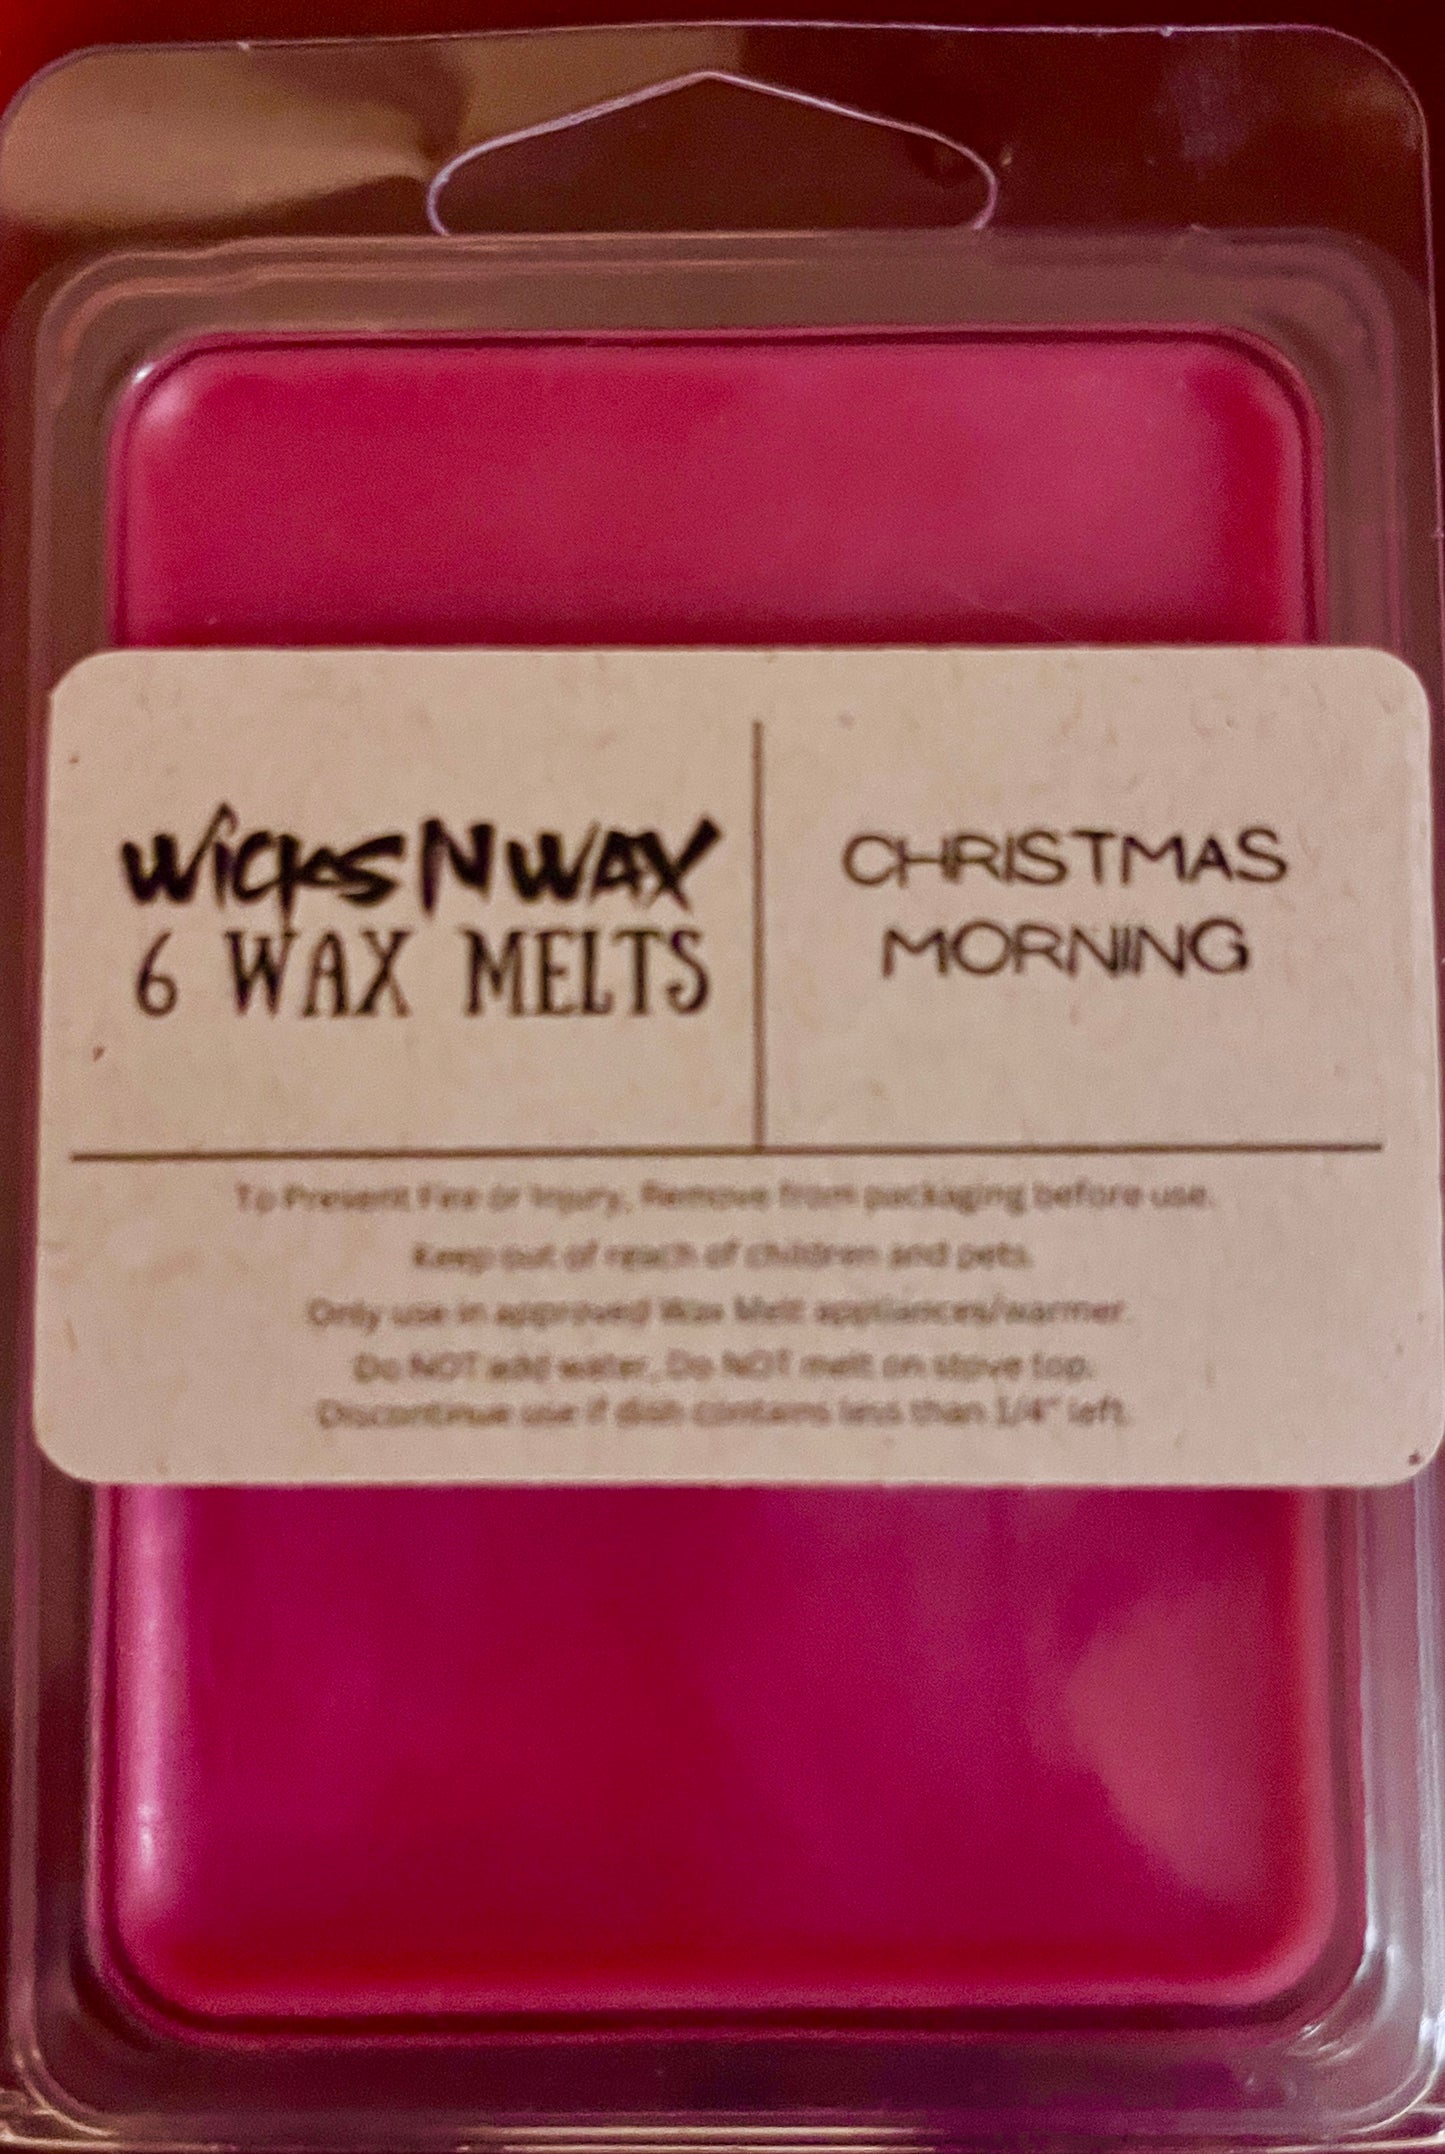 WicksNWAX
6 WAX MELTS
CHRISTMAS
MORNING
To Prevent Fire or Injury, Remove from packaging before use.
Keep out of reach of children and pets.
Only use in approved Wax Melt appliances/warmer.
Do NOT add water, Do NOT melt on stove top.
Discontinue use if dish contains less than 1/4" left.